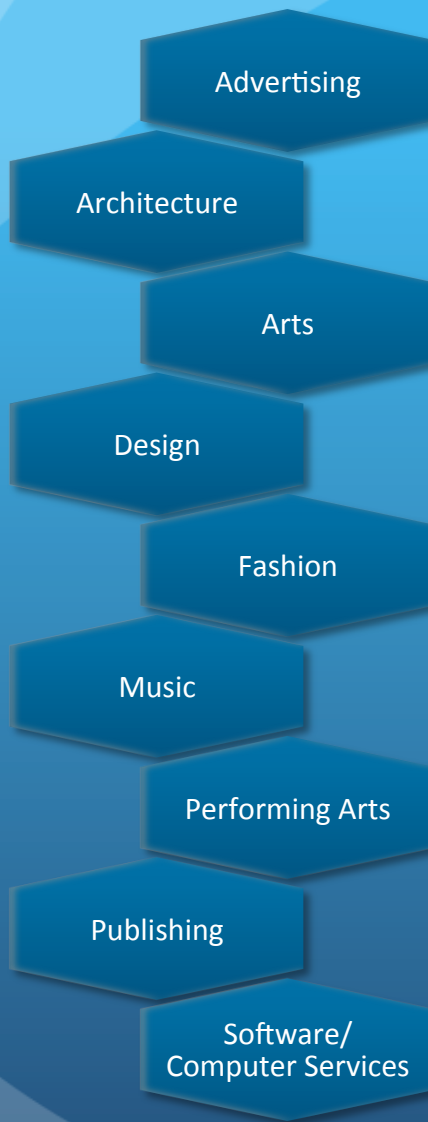 Advertising
Architecture
Arts
Design
Fashion
Music
Performing Arts
Publishing
Software/
Computer Services